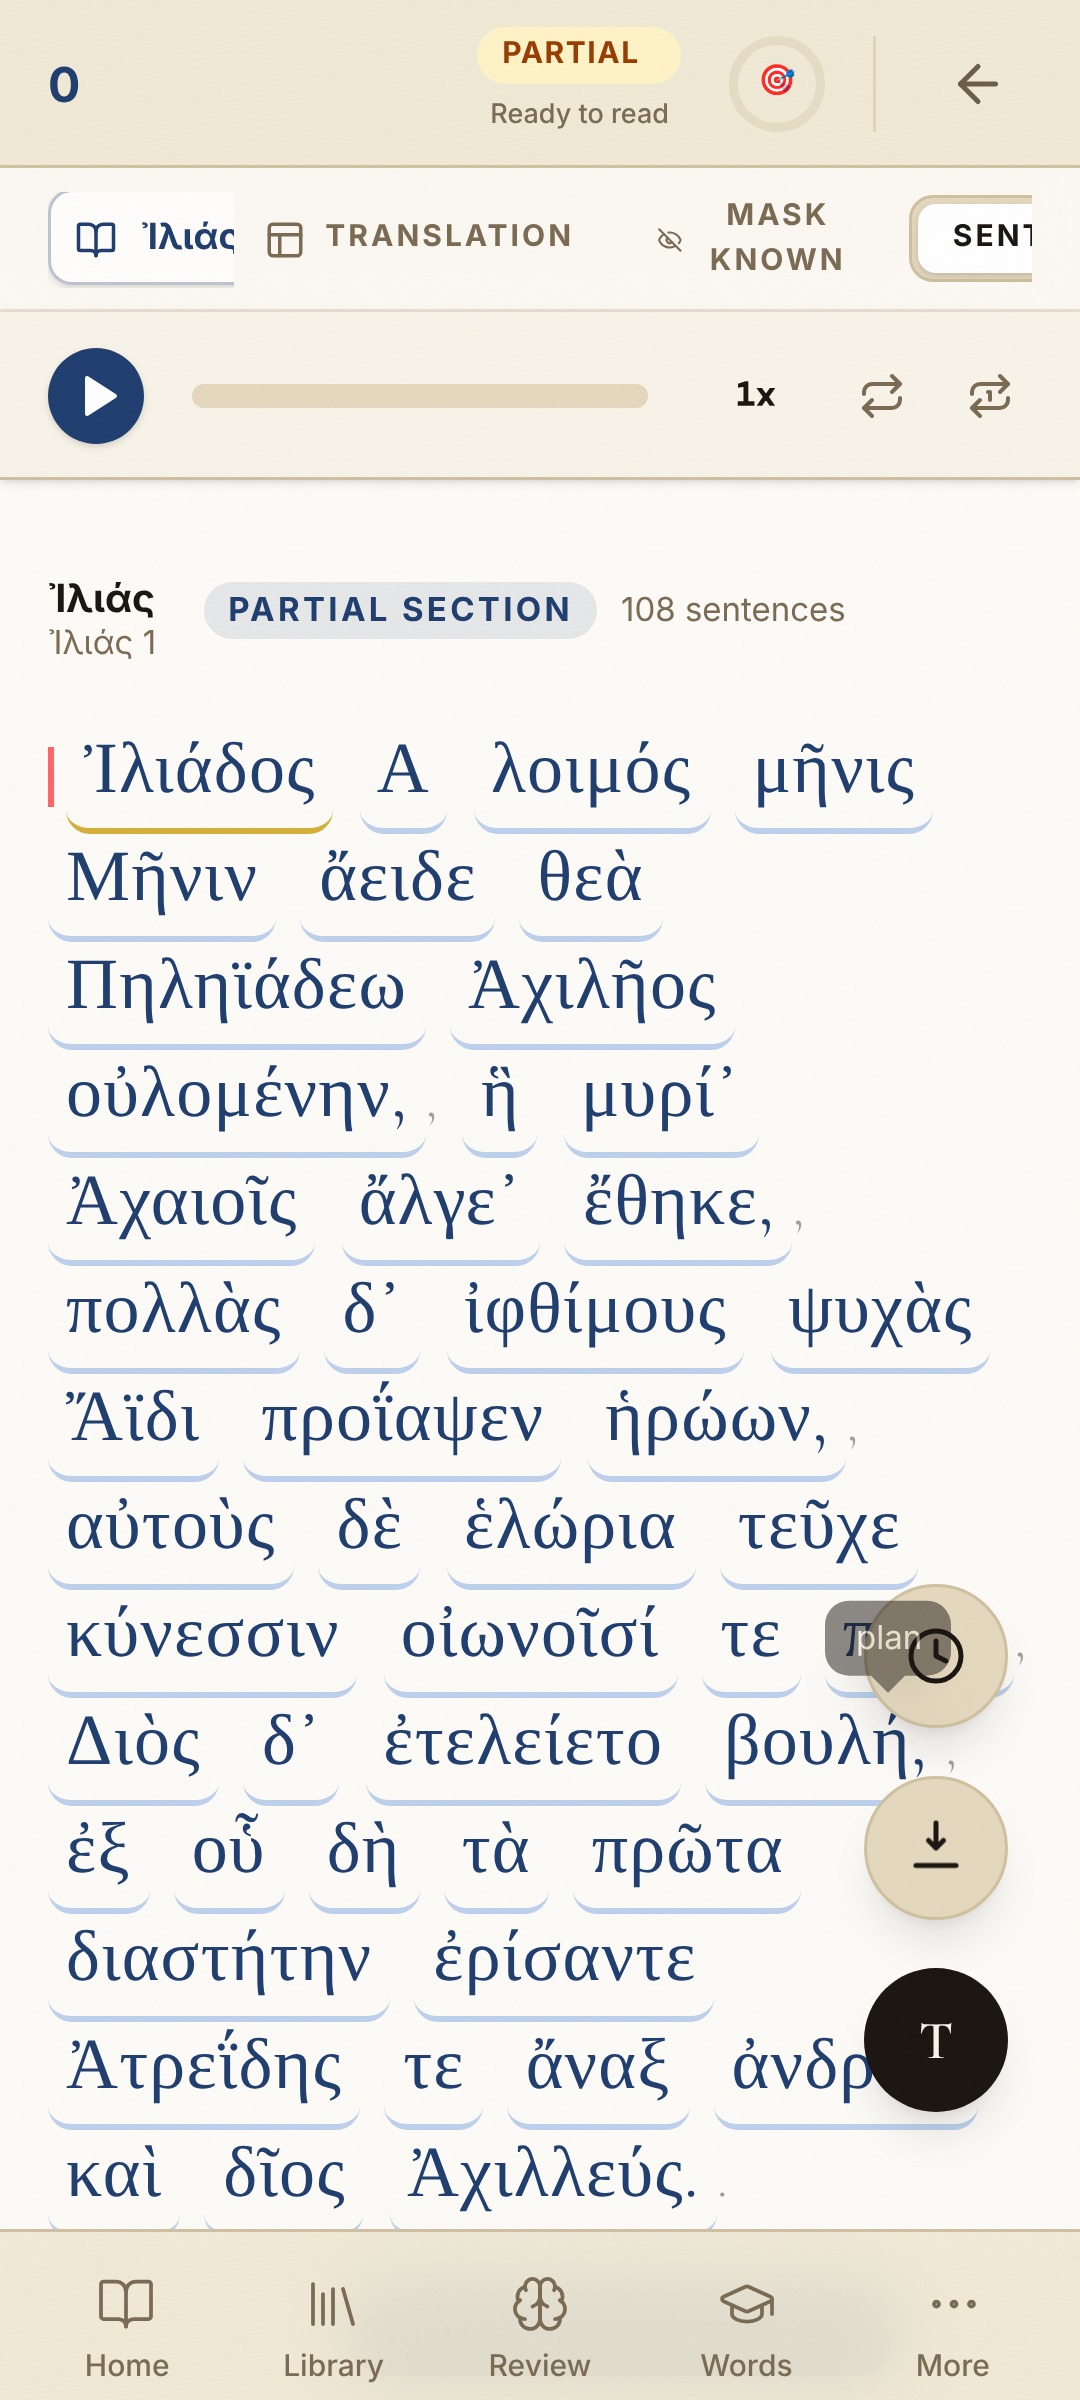 0
PARTIAL
Ready to read
Ἰλιάς
TRANSLATION
MASK
KNOWN
1x
Ἰλιάς
Ἰλιάς 1
PARTIAL SECTION
108 sentences
Ἰλιάδος Α λοιμός μῆνις
Μῆνιν ἄειδε θεὰ
Πηληϊάδεω Ἀχιλῆος
οὐλομένην, , ἣ μυρί᾽
Ἀχαιοῖς ἄλγε᾽ ἔθηκε, ,
πολλὰς δ᾽ ἰφθίμους ψυχὰς
Ἄϊδι προΐαψεν ἡρώων, ,
αὐτοὺς δὲ ἑλώρια τεῦχε
κύνεσσιν οἰωνοῖσί τε ,
plan
Διὸς δ᾽ ἐτελείετο βουλή, ,
ἐξ οὗ δὴ τὰ πρῶτα
διαστήτην ἐρίσαντε
T
Ἀτρεΐδης τε ἄναξ
καὶ δῖος Ἀχιλλεύς. .
Home
Library
Review
Words
More